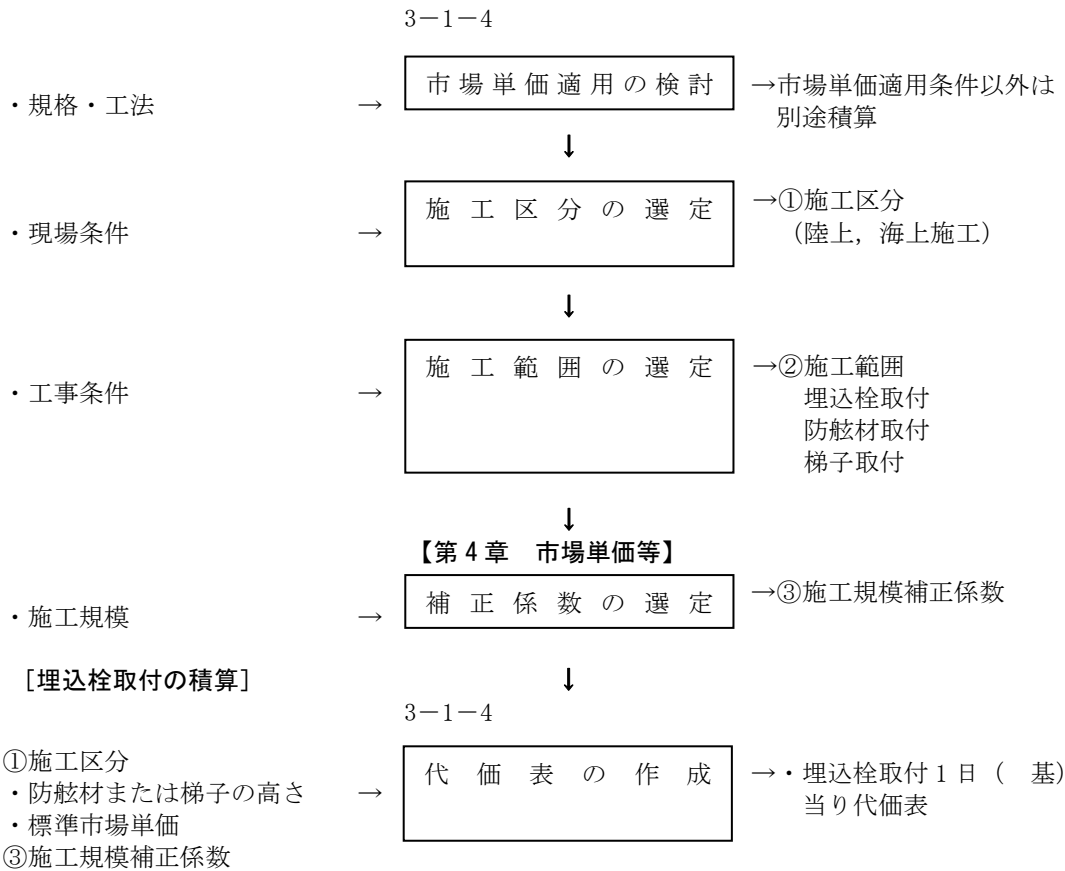 3－1－4
市場単価適用の検討
→市場単価適用条件以外は
・規格・工法 →
別途積算
↓
施工区分の選定
→①施工区分
・現場条件 →
（陸上，海上施工）
↓
施工範囲の選定
→②施工範囲
・工事条件 →
埋込栓取付
防舷材取付
梯子取付
↓
【第４章　市場単価等】
補正係数の選定
→③施工規模補正係数
・施工規模 →
［埋込栓取付の積算］
↓
3－1－4
①施工区分
代価表の作成
→・埋込栓取付１日（　基）
・防舷材または梯子の高さ →
当り代価表
・標準市場単価
③施工規模補正係数